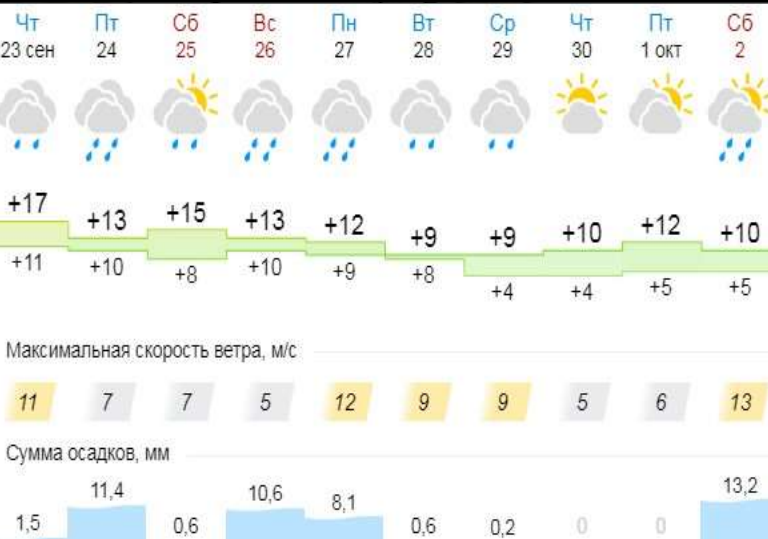 Чт Пт Сб Вс Пн Вт Ср Чт Пт Сб
23 сен 24 25 26 27 28 29 30 1 окт 2
+17 +13 +15 +13 +12 +9 +9 +10 +12 +10
+11 +10 +8 +10 +9 +8 +4 +4 +5 +5
Максимальная скорость ветра, м/с
11 7 7 5 12 9 9 5 6 13
Сумма осадков, мм
1,5 11,4 0,6 10,6 8,1 0,6 0,2 0 0 13,2